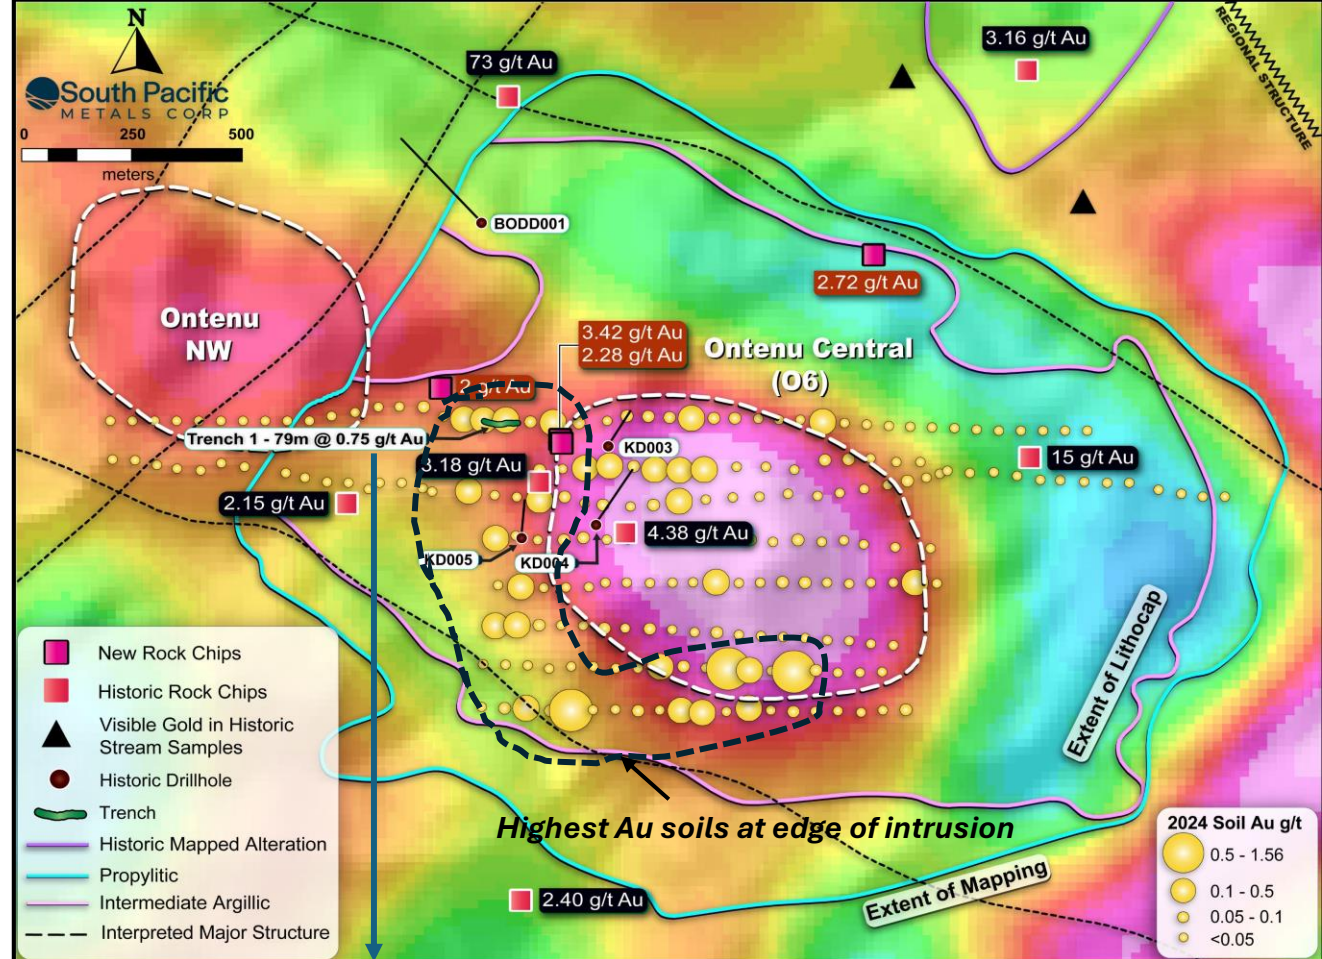 N
South Pacific
METALS CORP
0 250 500
meters
73 g/t Au
3.16 g/t Au
REGIONAL STRUCTURE
BODD001
2.72 g/t Au
Ontenu
NW
3.42 g/t Au
2.28 g/t Au
Ontenu Central
(O6)
2 g/t Au
Trench 1 - 79m @ 0.75 g/t Au
KD003
3.18 g/t Au
15 g/t Au
2.15 g/t Au
4.38 g/t Au
KD005
KD004
Extent of Lithocap
Highest Au soils at edge of intrusion
2.40 g/t Au
Extent of Mapping
New Rock Chips
Historic Rock Chips
Visible Gold in Historic
Stream Samples
Historic Drillhole
Trench
Historic Mapped Alteration
Propylitic
Intermediate Argillic
Interpreted Major Structure
2024 Soil Au g/t
0.5 - 1.56
0.1 - 0.5
0.05 - 0.1
<0.05